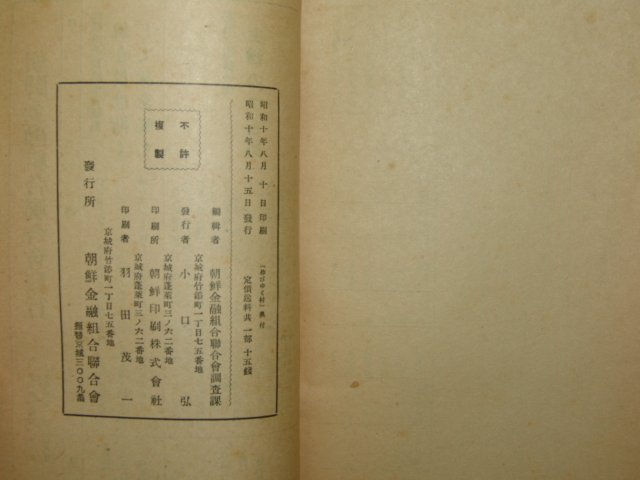 昭和十年八月 十 日印刷
昭和十年八月十五日發行
「伸びゆく村」奥付
定價送料共一部 十五錢
不許
複製
編輯者 朝鮮金融組合聯合會調査課
京城府竹添町一丁目七五番地
發行者 小口弘
京城府蓬萊町三ノ六二番地
印刷所 朝鮮印刷株式會社
京城府蓬萊町三ノ六二番地
印刷者 羽田茂一
京城府竹添町一丁目七五番地
發行所 朝鮮金融組合聯合會
振替京城三〇〇九番